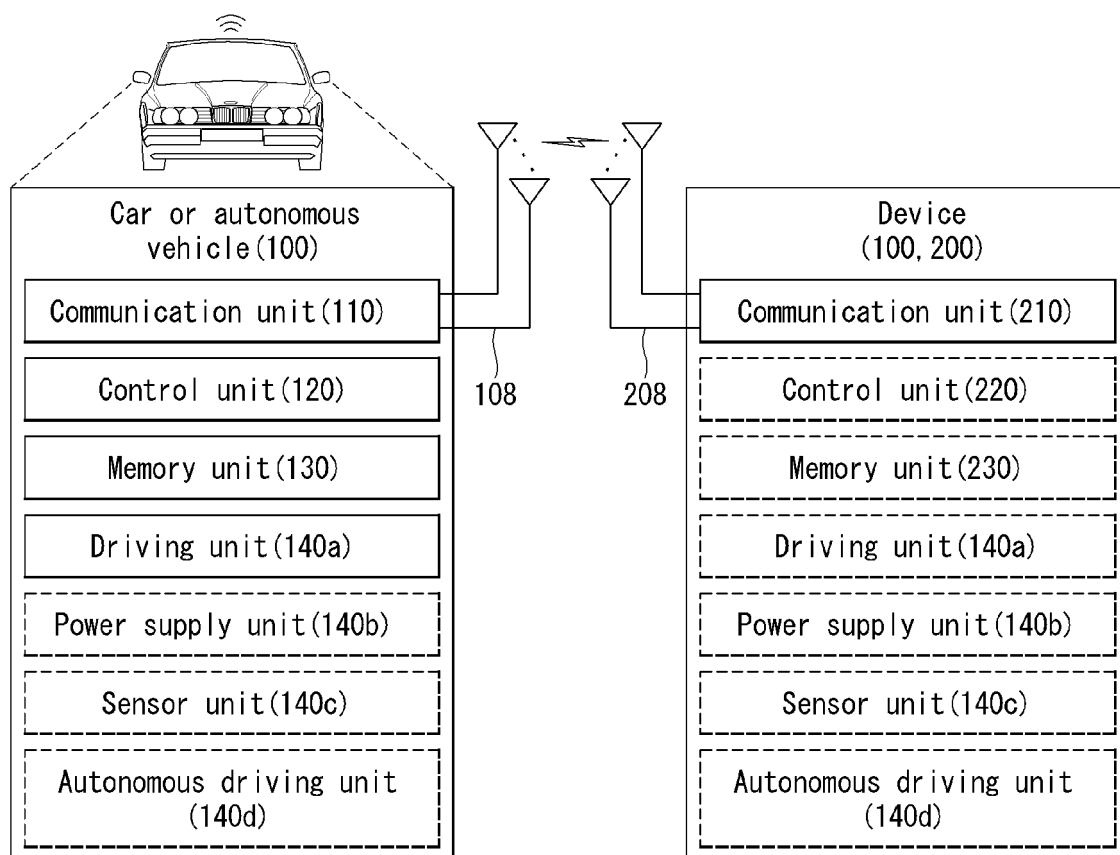 Car or autonomous
vehicle(100)
Communication unit(110)
Control unit(120)
Memory unit(130)
Driving unit(140a)
Power supply unit(140b)
Sensor unit(140c)
Autonomous driving unit
(140d)
108
208
Device
(100, 200)
Communication unit(210)
Control unit(220)
Memory unit(230)
Driving unit(140a)
Power supply unit(140b)
Sensor unit(140c)
Autonomous driving unit
(140d)